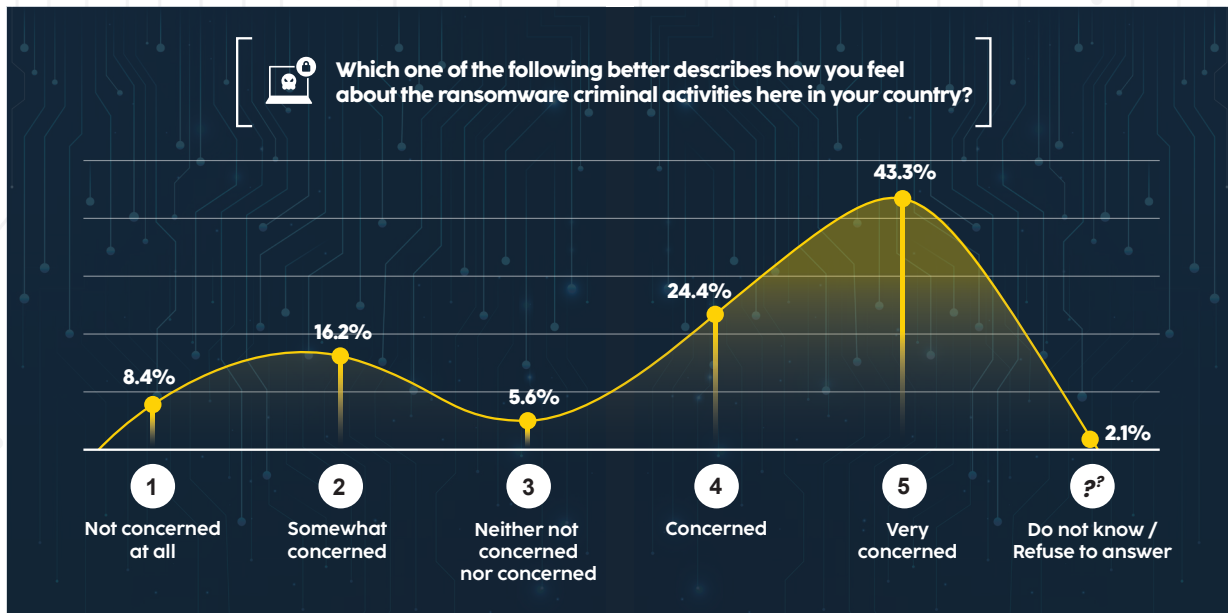 Which one of the following better describes how you feel
about the ransomware criminal activities here in your country?
8.4%
16.2%
5.6%
24.4%
43.3%
2.1%
1
Not concerned
at all
2
Somewhat
concerned
3
Neither not
concerned
nor concerned
4
Concerned
5
Very
concerned
??
Do not know /
Refuse to answer